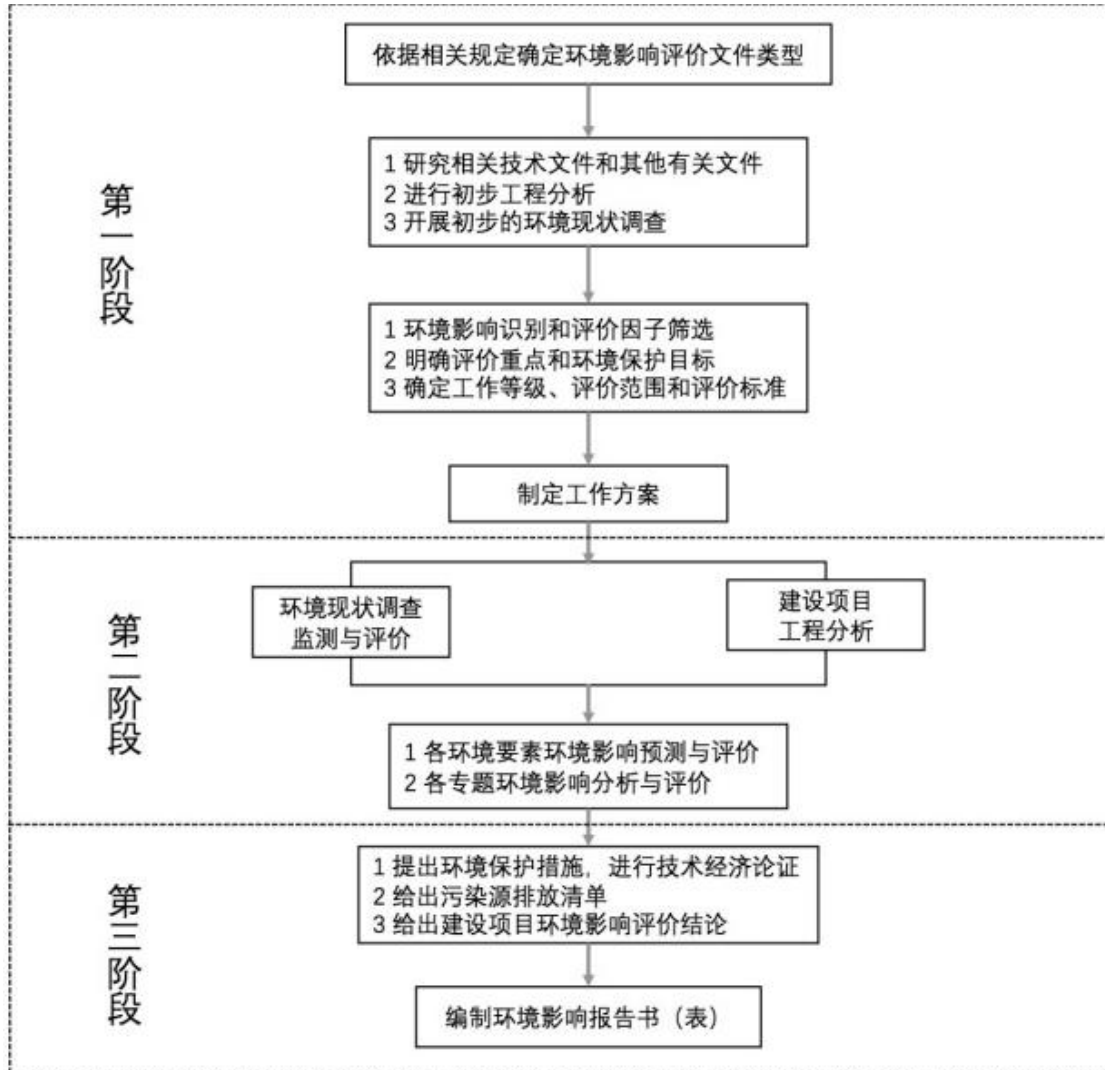 依据相关规定确定环境影响评价文件类型
第一阶段
1 研究相关技术文件和其他有关文件
2 进行初步工程分析
3 开展初步的环境现状调查
1 环境影响识别和评价因子筛选
2 明确评价重点和环境保护目标
3 确定工作等级、评价范围和评价标准
制定工作方案
第二阶段
环境现状调查
监测与评价
建设项目
工程分析
1 各环境要素环境影响预测与评价
2 各专题环境影响分析与评价
第三阶段
1 提出环境保护措施，进行技术经济论证
2 给出污染源排放清单
3 给出建设项目环境影响评价结论
编制环境影响报告书（表）